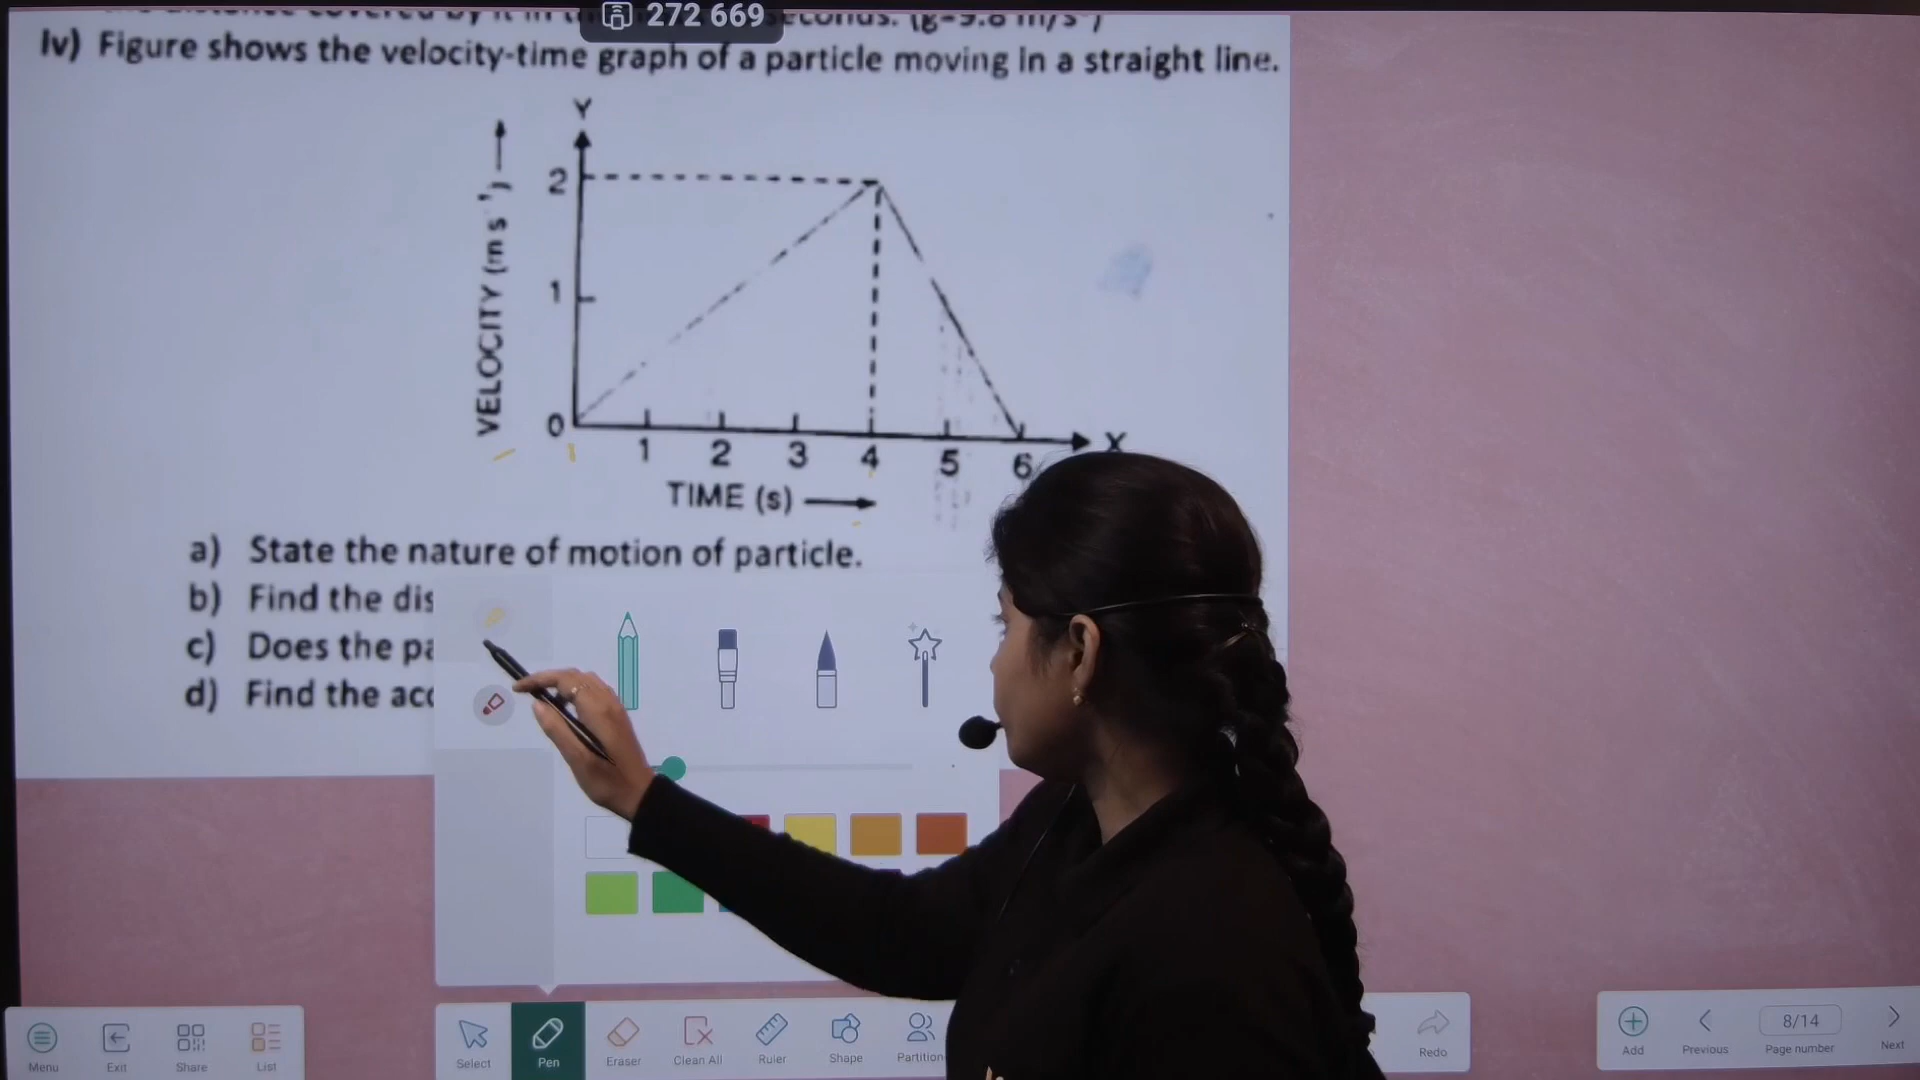 272 669
Iv) Figure shows the velocity-time graph of a particle moving in a straight line.
Y
VELOCITY (m s⁻¹)
2
1
0
1 2 3 4 5 6
X
TIME (s)
a) State the nature of motion of particle.
b) Find the dis
c) Does the pa
d) Find the acc
Menu Exit Share List
Select Pen Eraser Clean All Ruler Shape Partition
Redo
8/14
Add Previous Page number Next